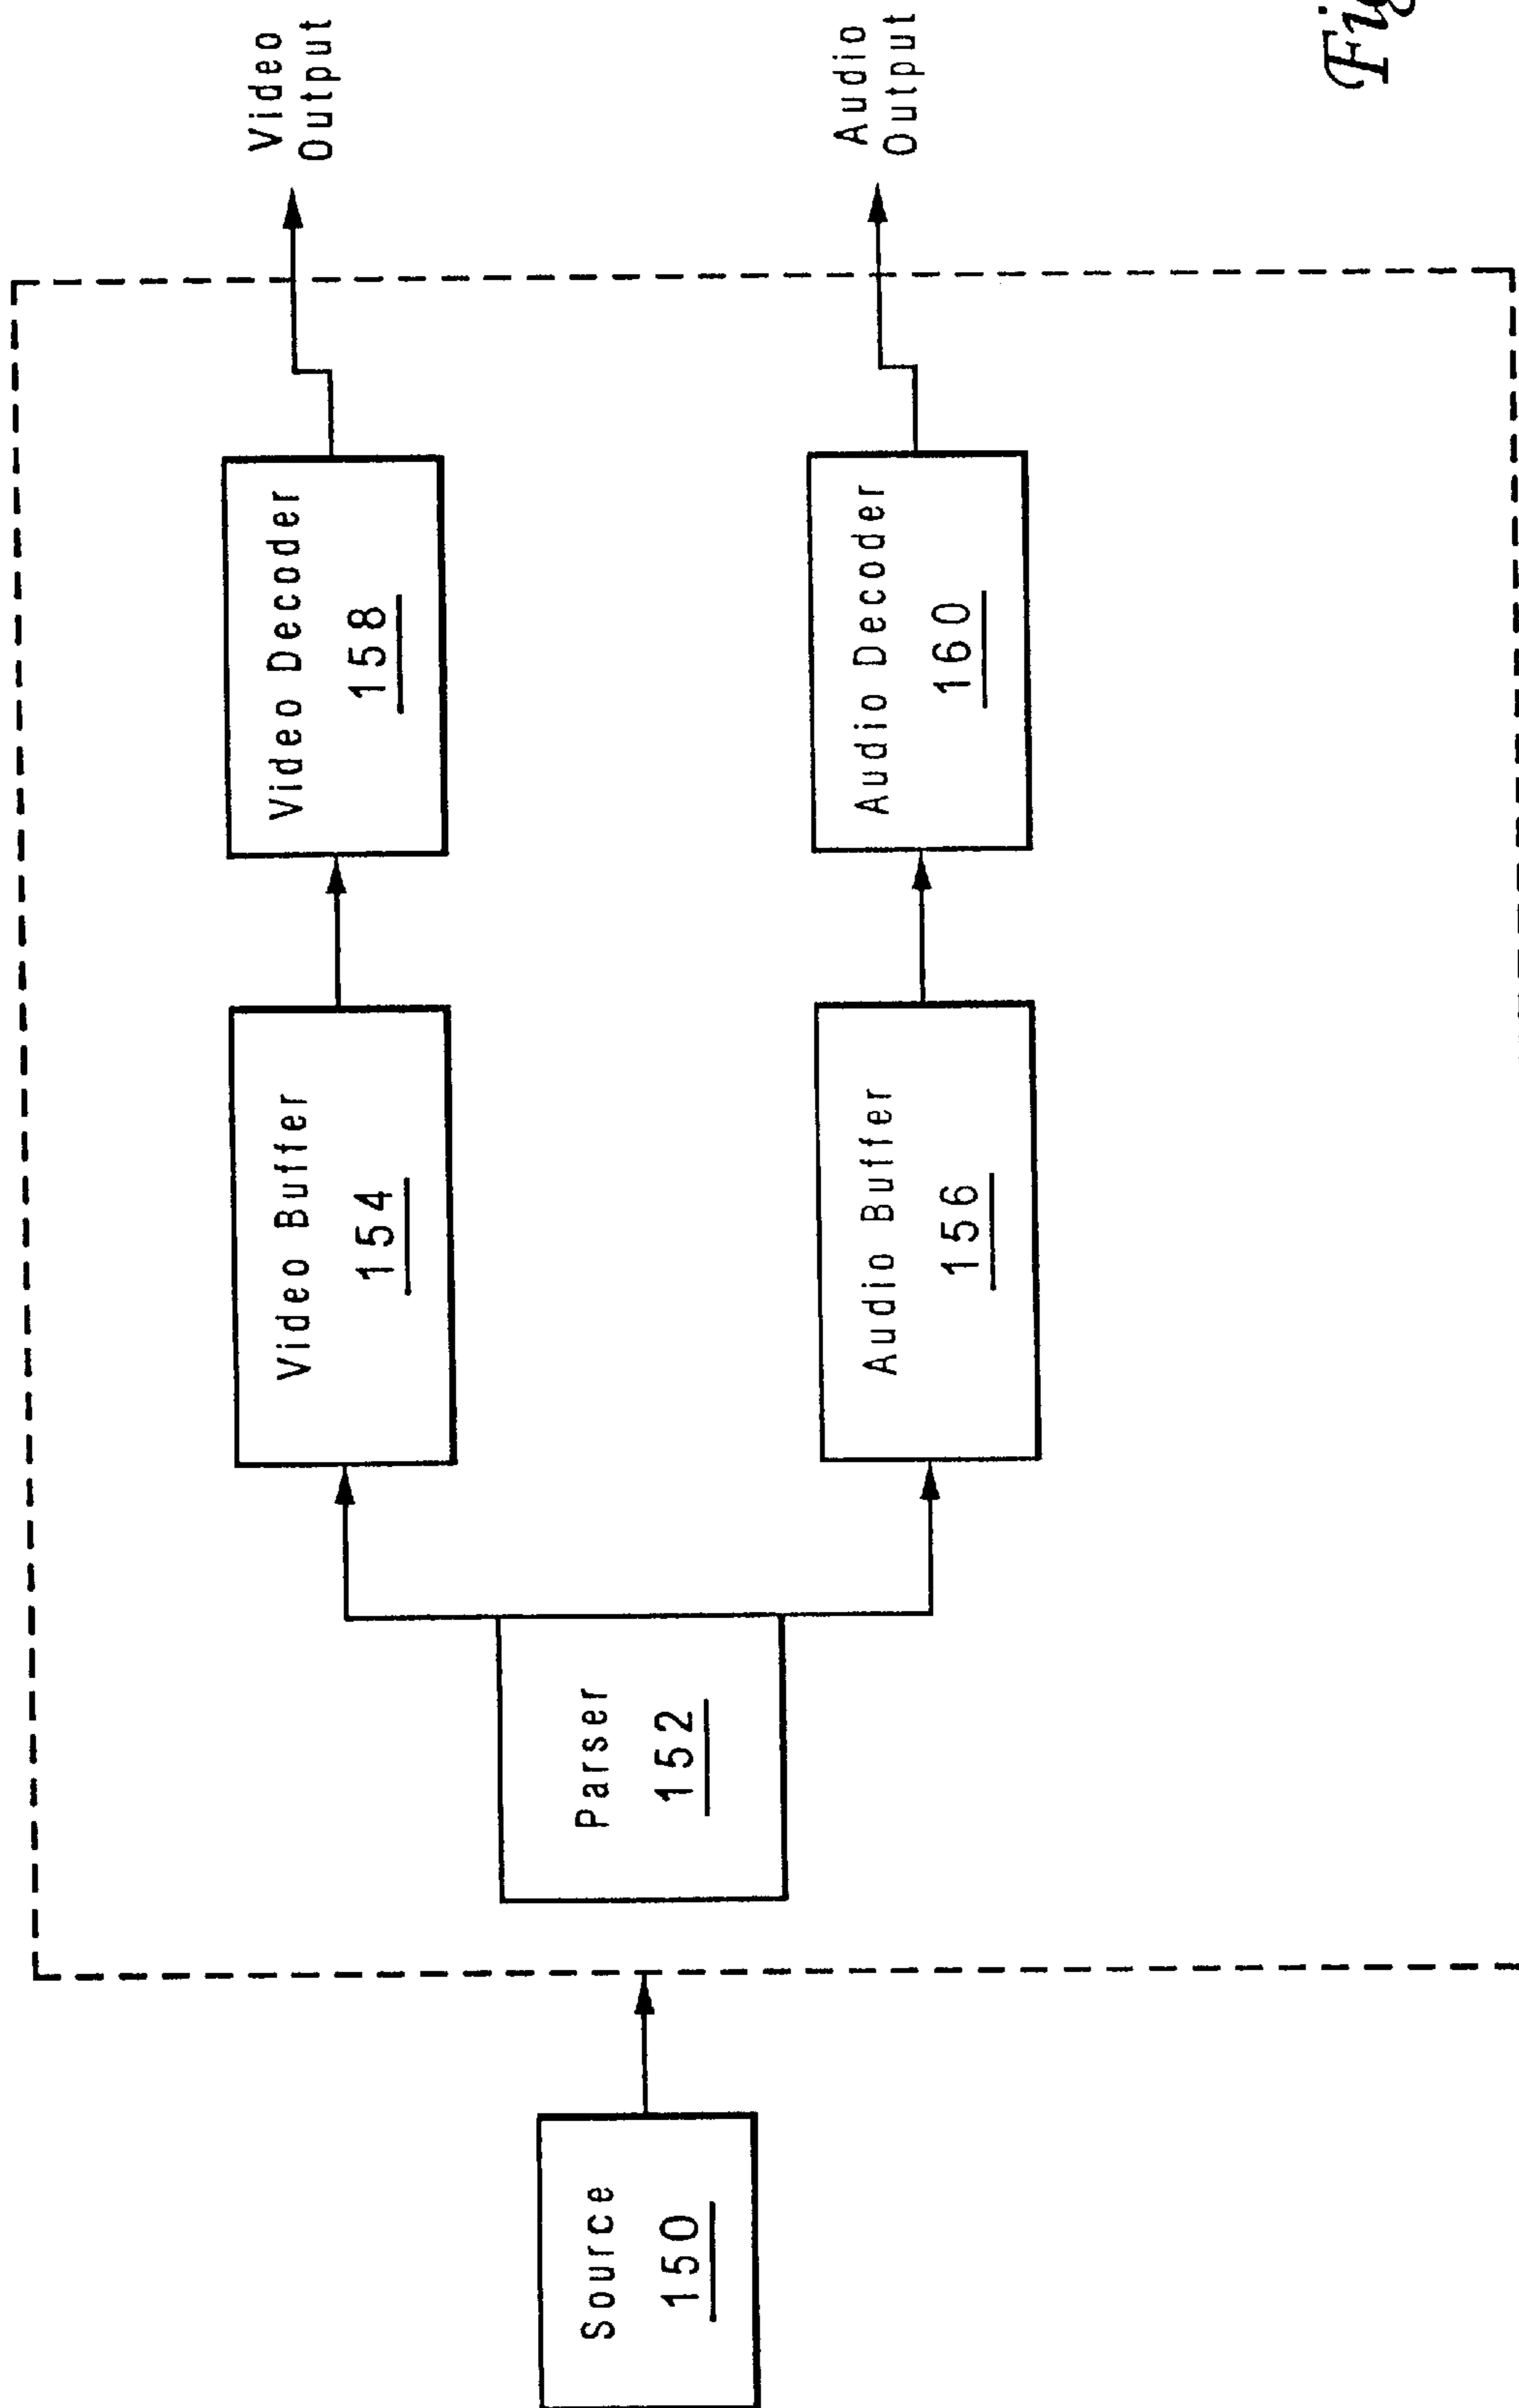 Source
150
Parser
152
Video Buffer
154
Video Decoder
158
Video
Output
Audio Buffer
156
Audio Decoder
160
Audio
Output